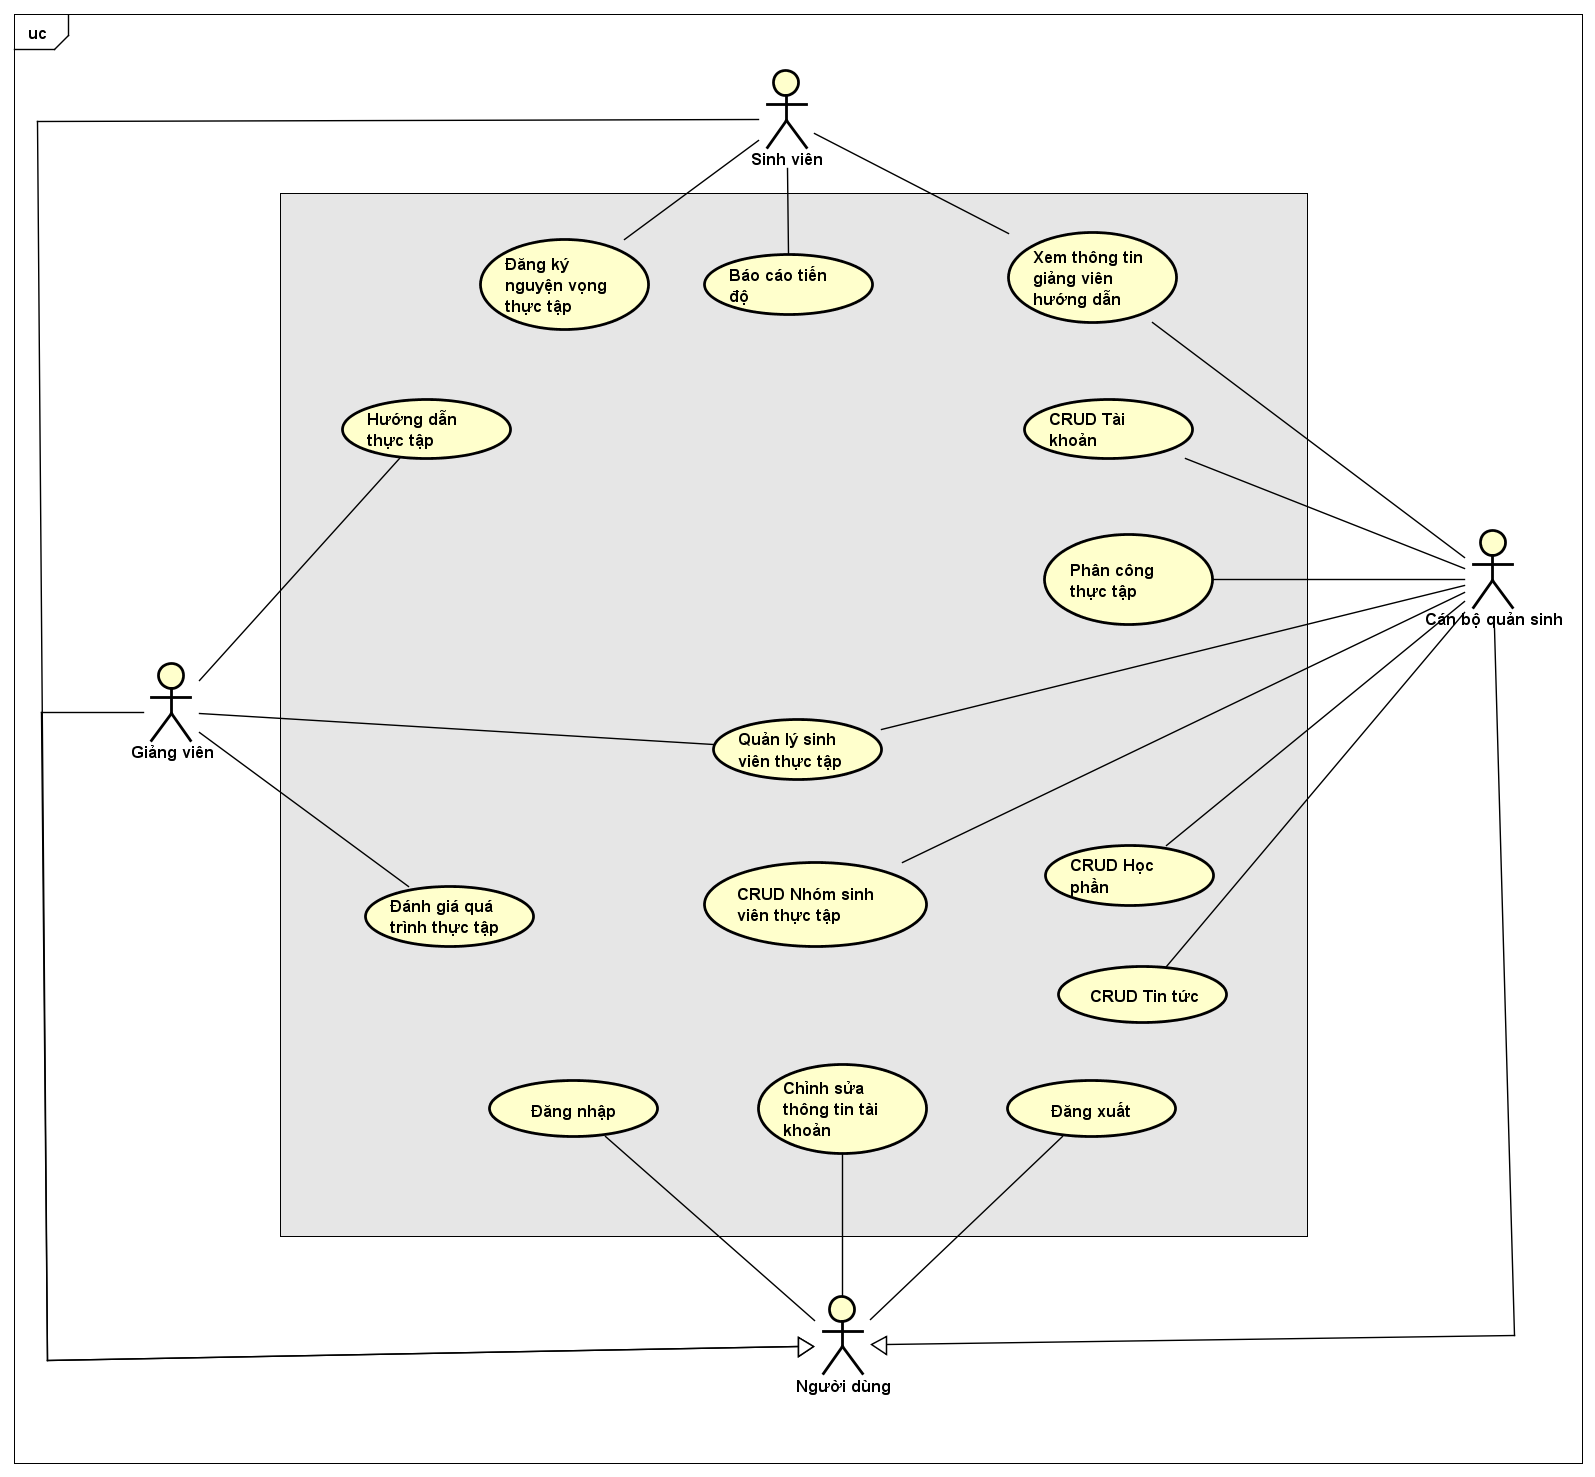 uc
Sinh viên
Đăng ký
nguyện vọng
thực tập
Báo cáo tiến
độ
Xem thông tin
giảng viên
hướng dẫn
Hướng dẫn
thực tập
CRUD Tài
khoản
Phân công
thực tập
Cán bộ quản sinh
Giảng viên
Quản lý sinh
viên thực tập
CRUD Học
phần
CRUD Nhóm sinh
viên thực tập
Đánh giá quá
trình thực tập
CRUD Tin tức
Đăng nhập
Chỉnh sửa
thông tin tài
khoản
Đăng xuất
Người dùng